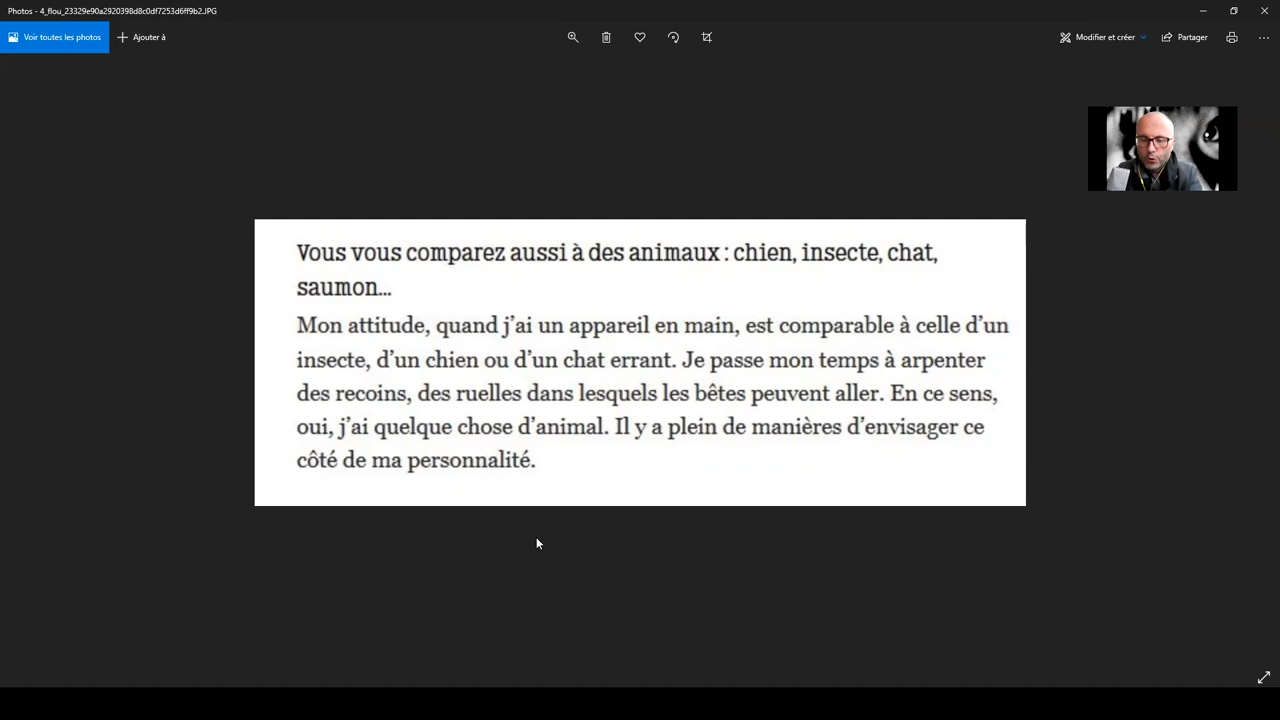 Photos - 4_flou_23329e90a2920398d8c0df7253d6ff9b2.JPG
Voir toutes les photos
Ajouter à
Modifier et créer
Partager
Vous vous comparez aussi à des animaux : chien, insecte, chat,
saumon...
Mon attitude, quand j'ai un appareil en main, est comparable à celle d'un
insecte, d'un chien ou d'un chat errant. Je passe mon temps à arpenter
des recoins, des ruelles dans lesquels les bêtes peuvent aller. En ce sens,
oui, j'ai quelque chose d'animal. Il y a plein de manières d'envisager ce
côté de ma personnalité.